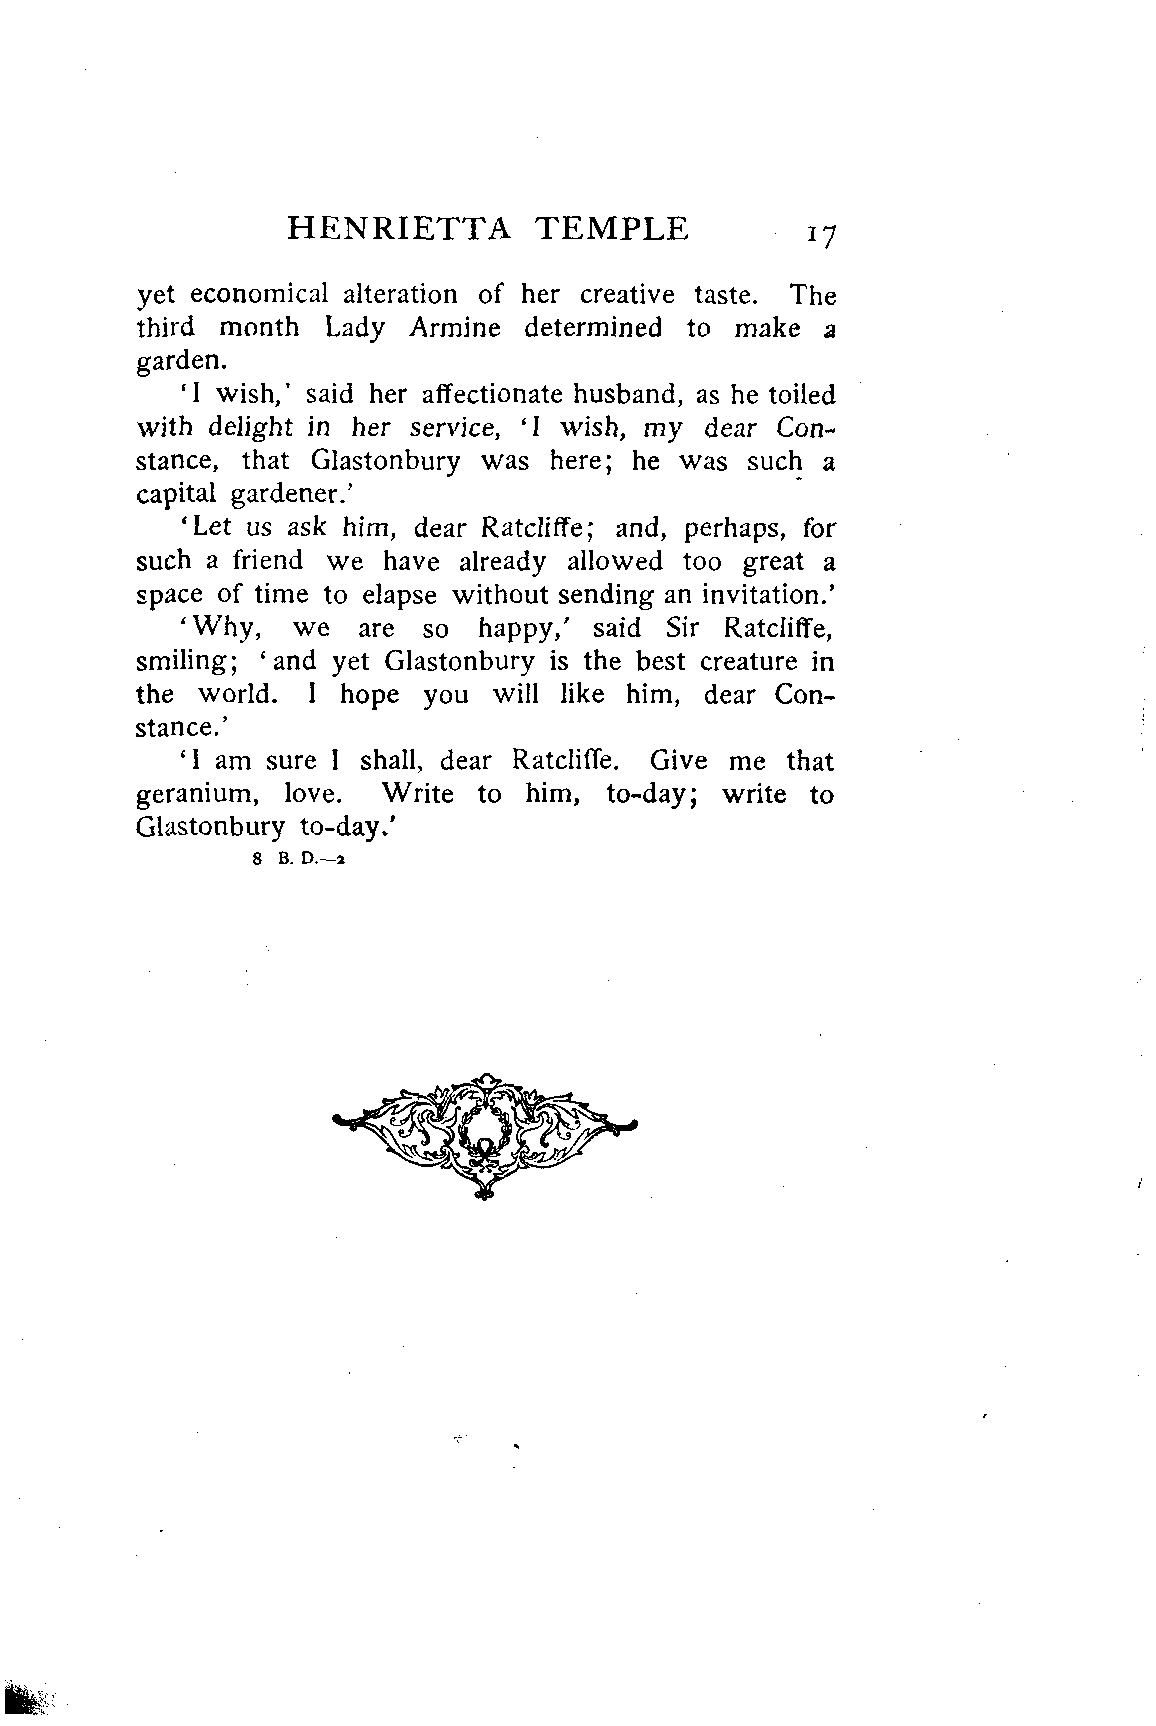 HENRIETTA TEMPLE 17
yet economical alteration of her creative taste. The
third month Lady Armine determined to make a
garden.
‘I wish,’ said her affectionate husband, as he toiled
with delight in her service, ‘I wish, my dear Con-
stance, that Glastonbury was here; he was such a
capital gardener.’
‘Let us ask him, dear Ratcliffe; and, perhaps, for
such a friend we have already allowed too great a
space of time to elapse without sending an invitation.’
‘Why, we are so happy,’ said Sir Ratcliffe,
smiling; ‘and yet Glastonbury is the best creature in
the world. I hope you will like him, dear Con-
stance.’
‘I am sure I shall, dear Ratcliffe. Give me that
geranium, love. Write to him, to-day; write to
Glastonbury to-day.’
8 B. D.—2